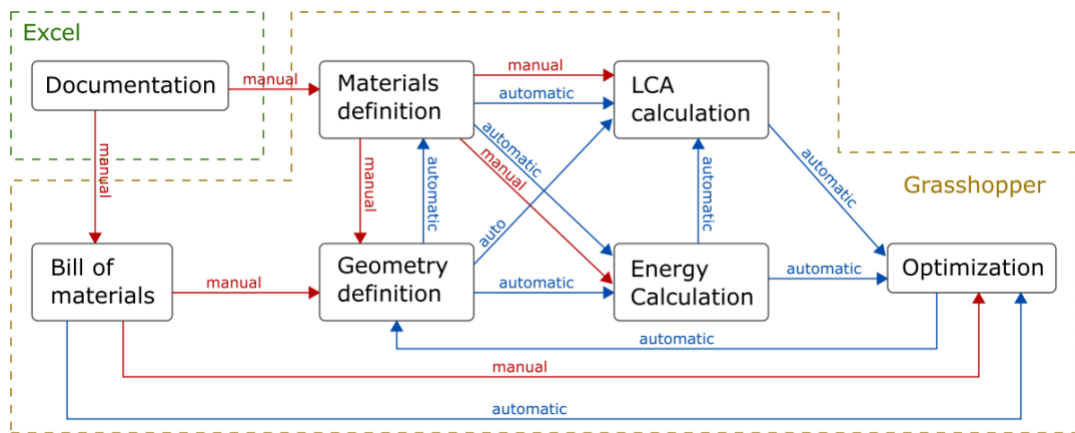 Excel
Documentation
manual
Materials
definition
manual
automatic
LCA
calculation
manual
manual
automatic
automatic
manual
auto
automatic
automatic
Grasshopper
Bill of
materials
manual
Geometry
definition
automatic
Energy
Calculation
automatic
Optimization
automatic
manual
automatic